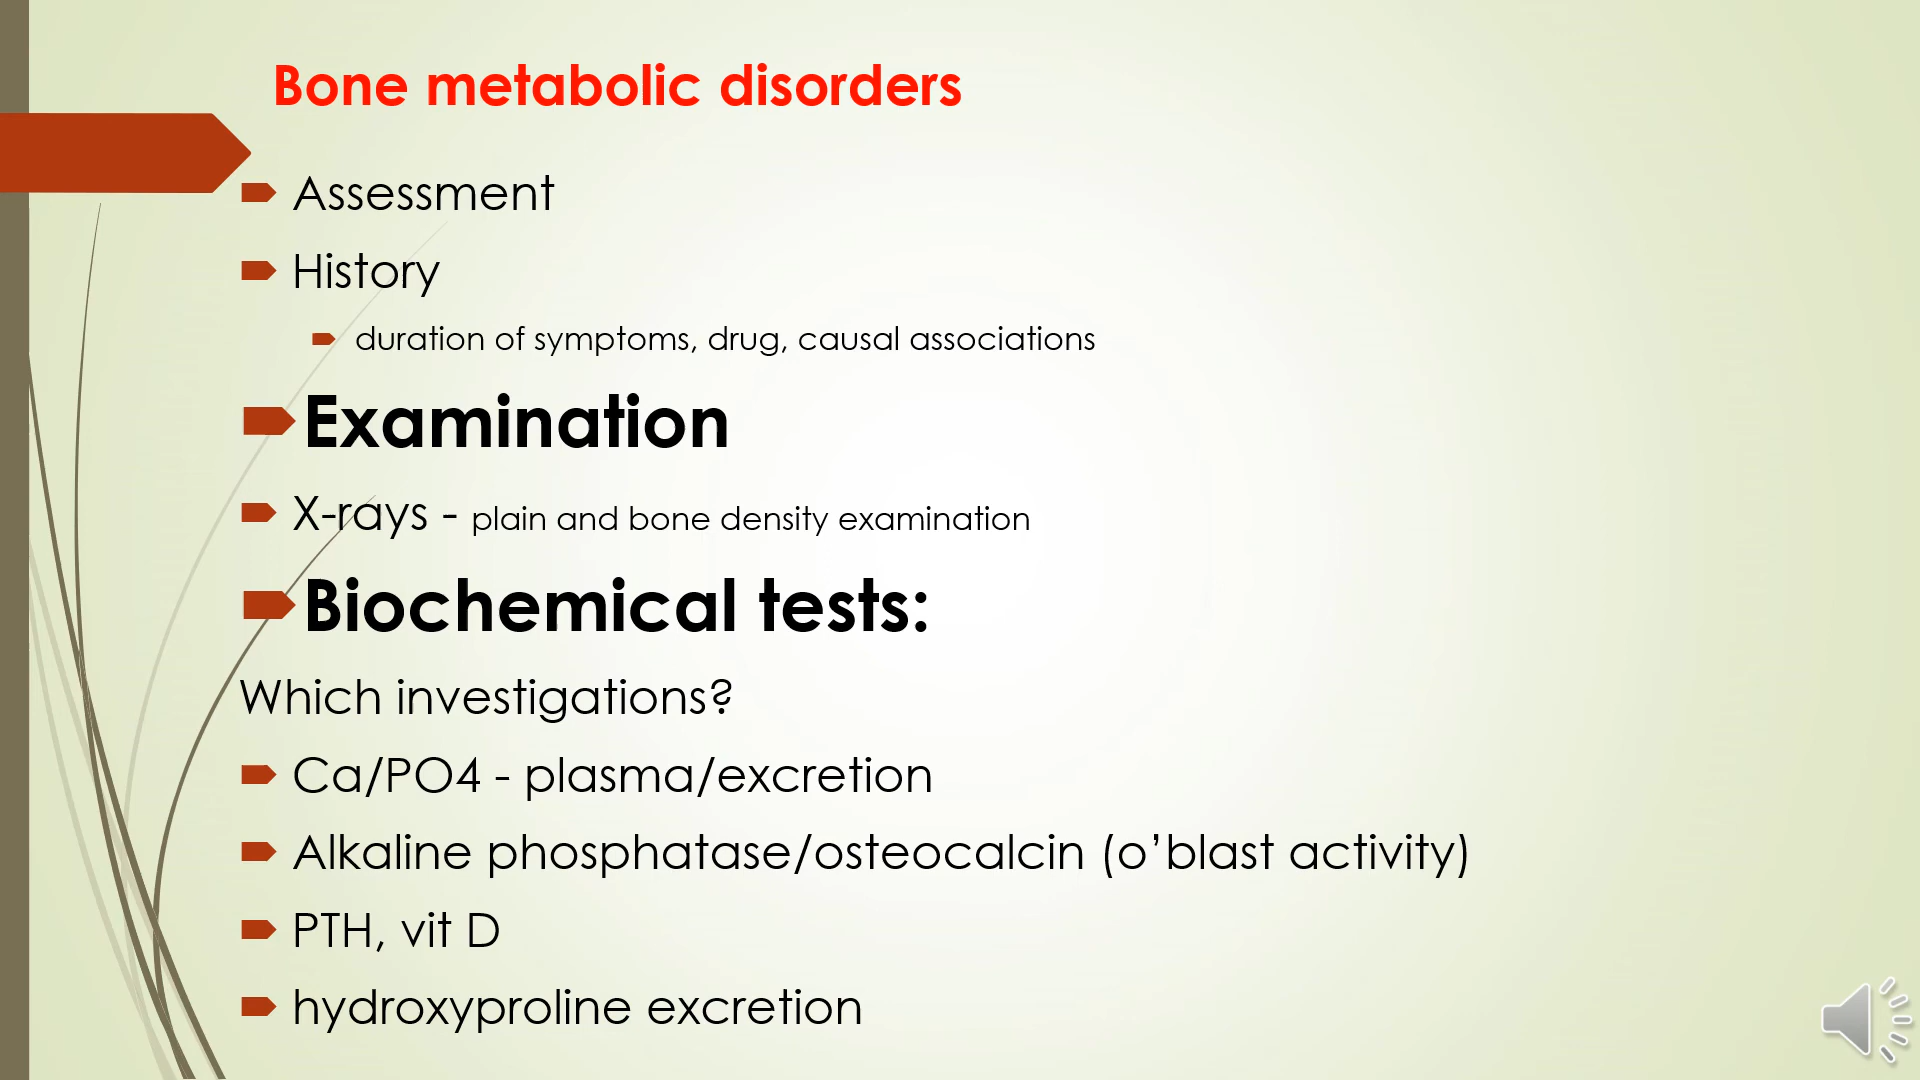 Bone metabolic disorders
Assessment
History
duration of symptoms, drug, causal associations
Examination
X-rays - plain and bone density examination
Biochemical tests:
Which investigations?
Ca/PO4 - plasma/excretion
Alkaline phosphatase/osteocalcin (o’blast activity)
PTH, vit D
hydroxyproline excretion